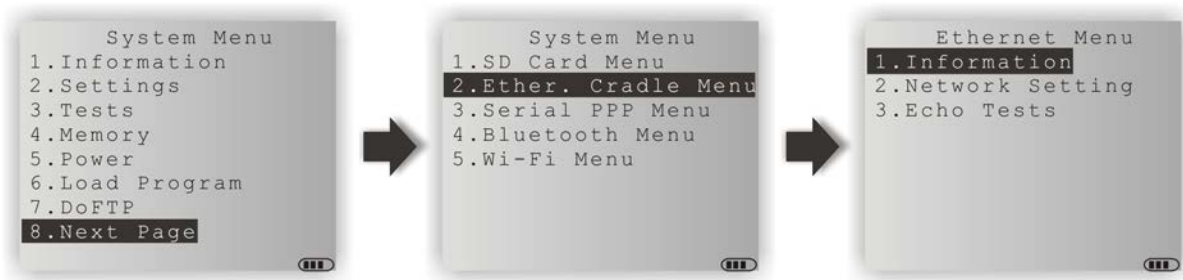 System Menu
1.Information
2.Settings
3.Tests
4.Memory
5.Power
6.Load Program
7.DoFTP
8.Next Page
System Menu
1.SD Card Menu
2.Ether. Cradle Menu
3.Serial PPP Menu
4.Bluetooth Menu
5.Wi-Fi Menu
Ethernet Menu
1.Information
2.Network Setting
3.Echo Tests